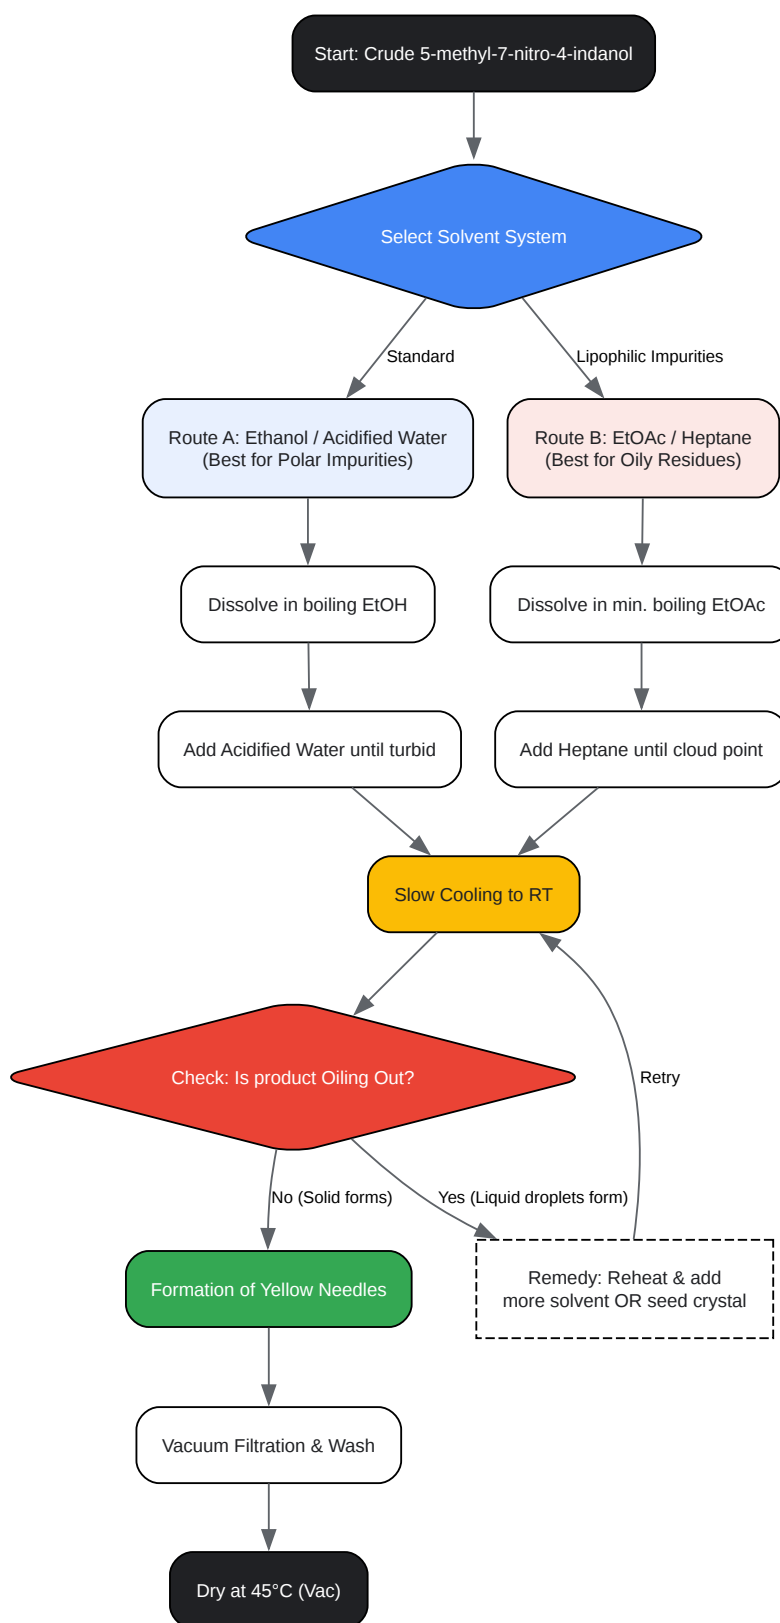 Start: Crude 5-methyl-7-nitro-4-indanol
Select Solvent System
Standard
Lipophilic Impurities
Route A: Ethanol / Acidified Water
(Best for Polar Impurities)
Route B: EtOAc / Heptane
(Best for Oily Residues)
Dissolve in boiling EtOH
Dissolve in min. boiling EtOAc
Add Acidified Water until turbid
Add Heptane until cloud point
Slow Cooling to RT
Check: Is product Oiling Out?
Retry
No (Solid forms)
Yes (Liquid droplets form)
Formation of Yellow Needles
Remedy: Reheat & add
more solvent OR seed crystal
Vacuum Filtration & Wash
Dry at 45°C (Vac)